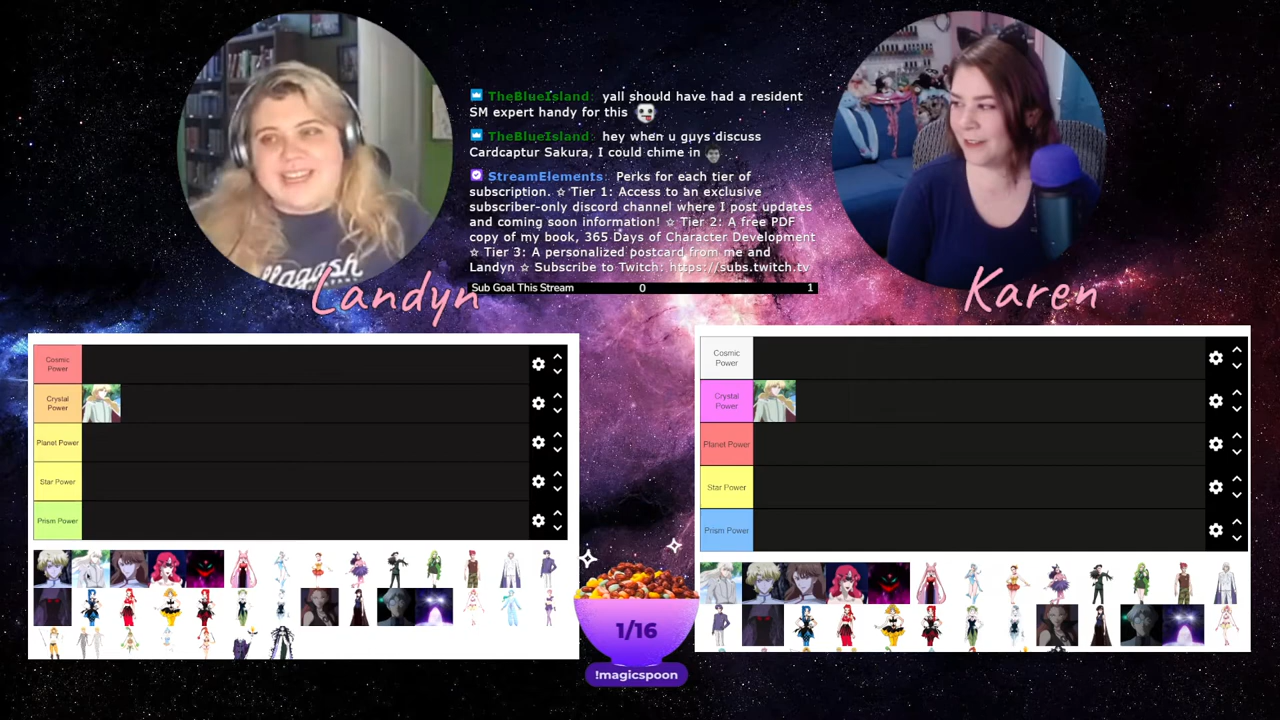 TheBlueIsland: yall should have had a resident
SM expert handy for this
TheBlueIsland: hey when u guys discuss
Cardcaptur Sakura, I could chime in
StreamElements: Perks for each tier of
subscription. ☆ Tier 1: Access to an exclusive
subscriber-only discord channel where I post updates
and coming soon information! ☆ Tier 2: A free PDF
copy of my book, 365 Days of Character Development
☆ Tier 3: A personalized postcard from me and
Landyn ☆ Subscribe to Twitch: https://subs.twitch.tv
Sub Goal This Stream 0 1
Landyn
Karen
Cosmic
Power
Crystal
Power
Planet Power
Star Power
Prism Power
Cosmic
Power
Crystal
Power
Planet Power
Star Power
Prism Power
1/16
!magicspoon